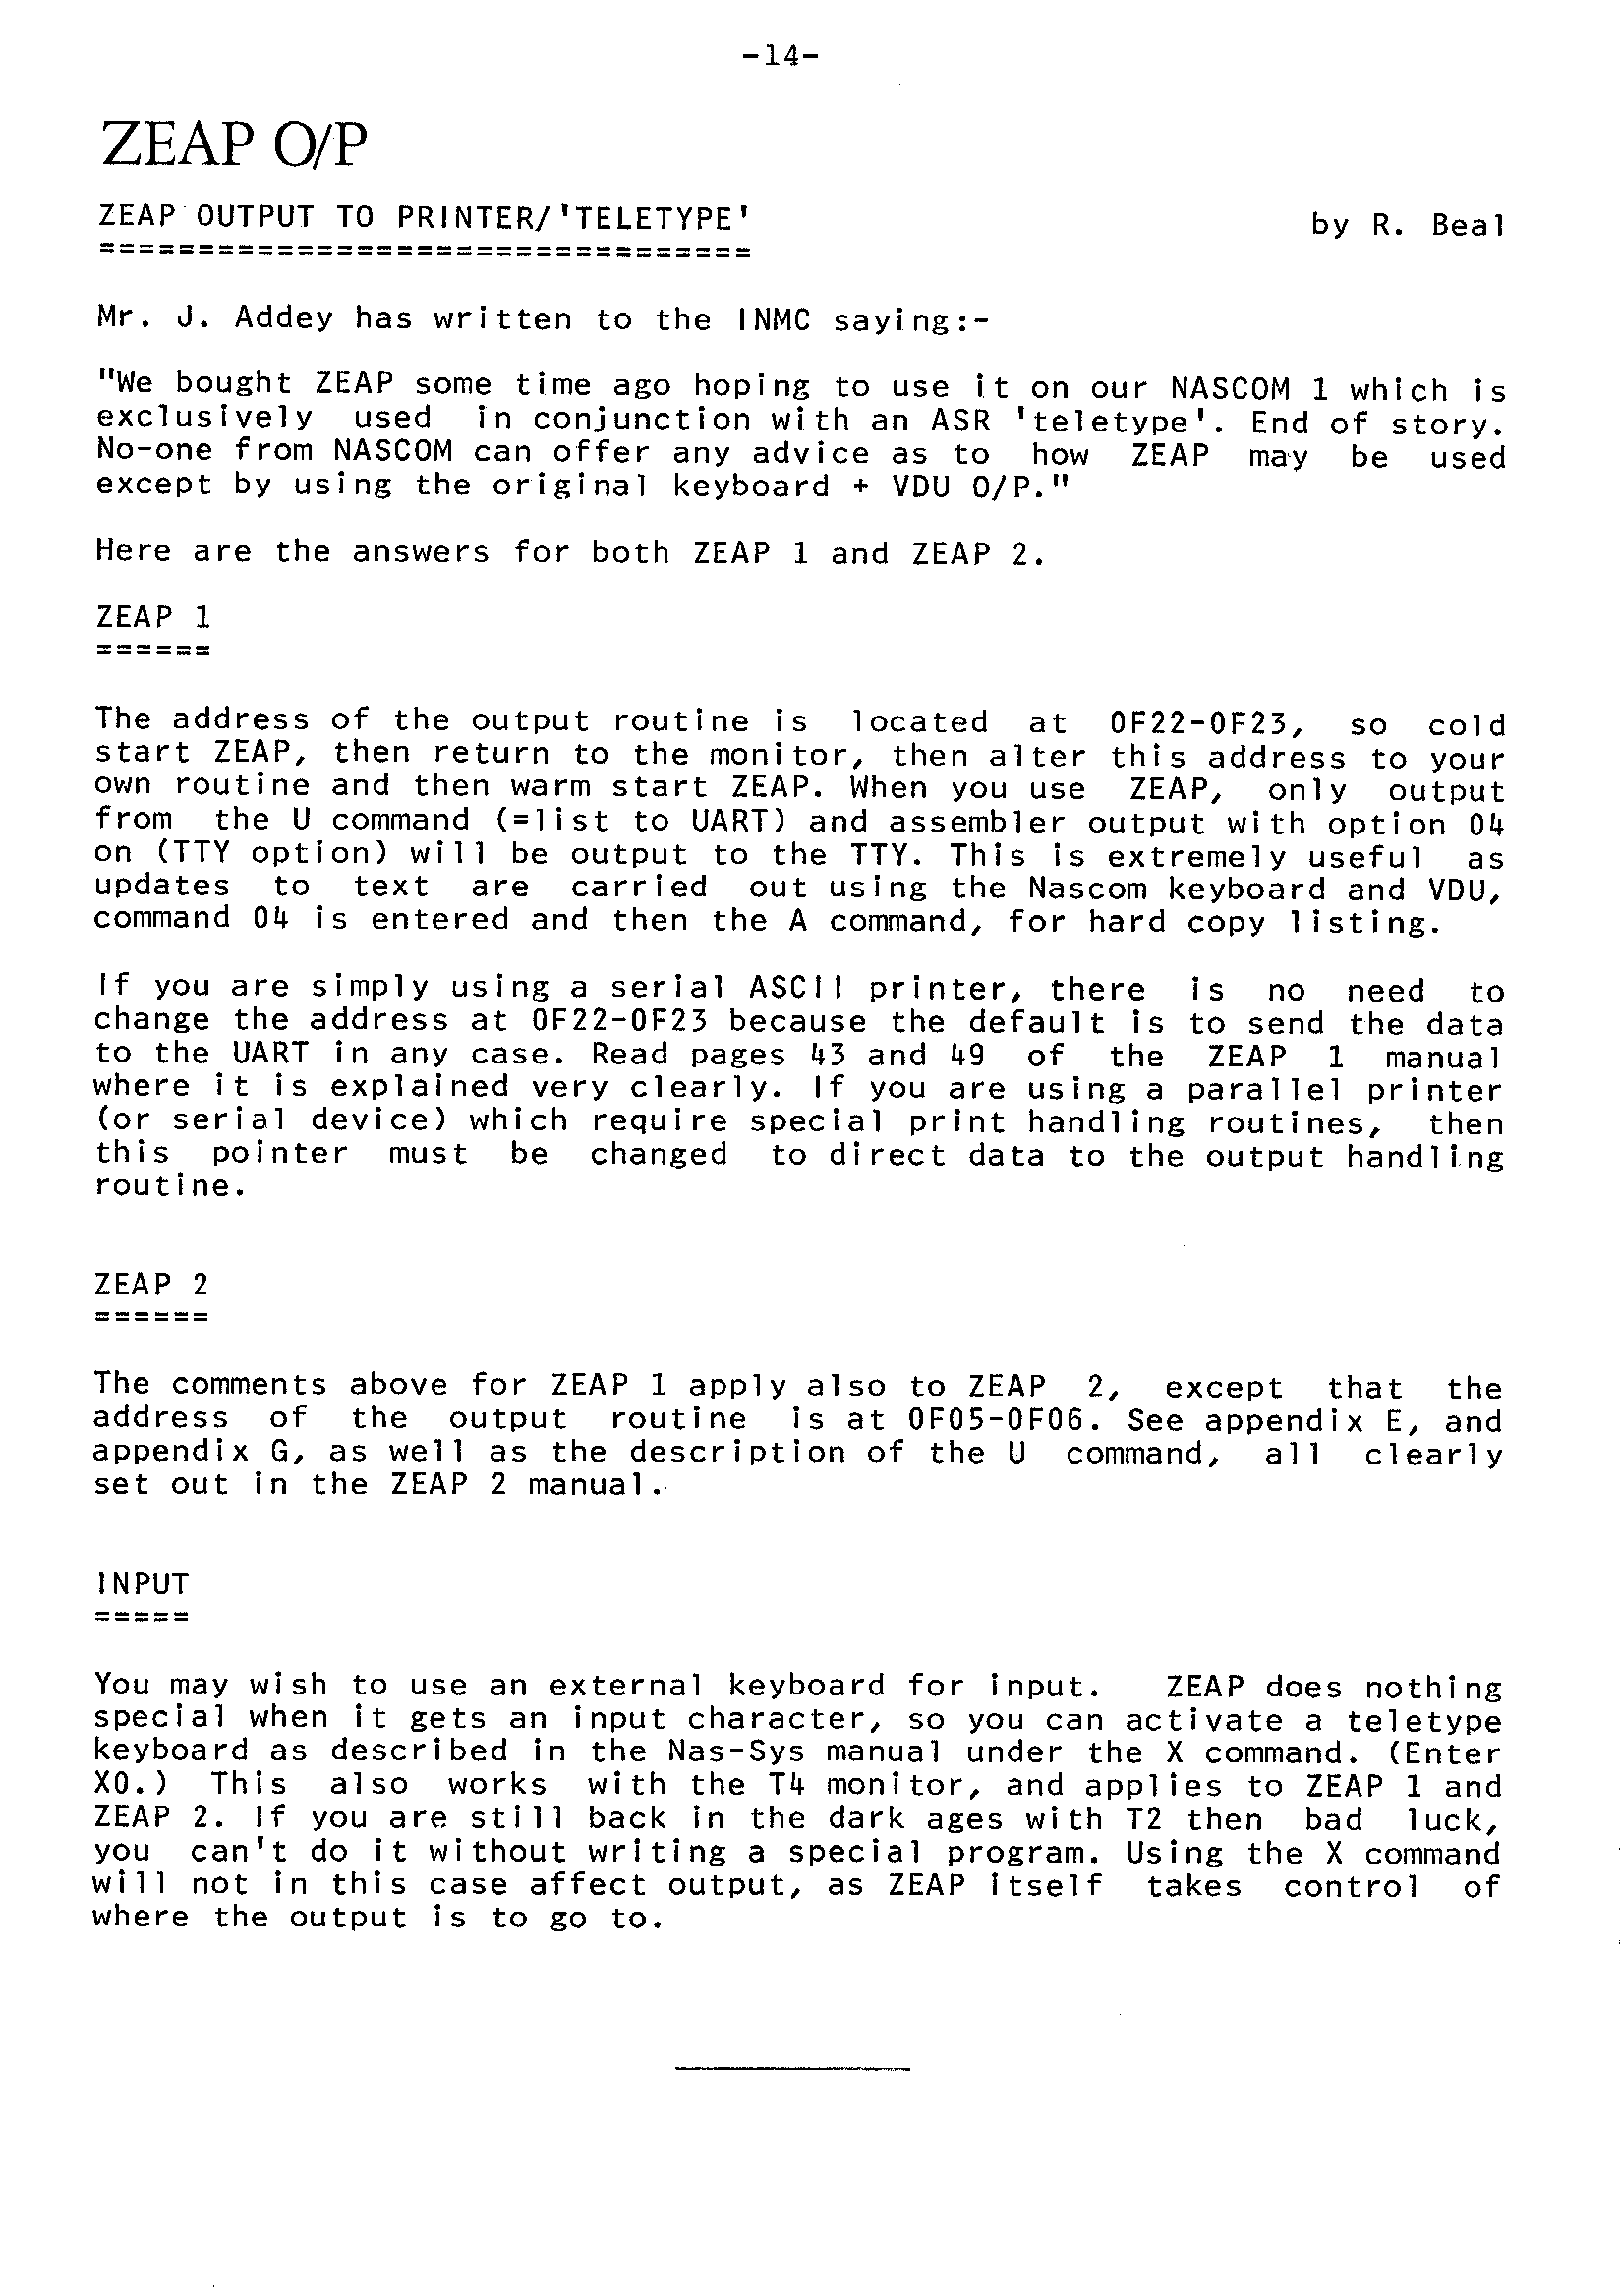 -14-
ZEAP O/P
ZEAP OUTPUT TO PRINTER/'TELETYPE' by R. Beal
=================================
Mr. J. Addey has written to the INMC saying:-
"We bought ZEAP some time ago hoping to use it on our NASCOM 1 which is
exclusively used in conjunction with an ASR 'teletype'. End of story.
No-one from NASCOM can offer any advice as to how ZEAP may be used
except by using the original keyboard + VDU O/P."
Here are the answers for both ZEAP 1 and ZEAP 2.
ZEAP 1
======
The address of the output routine is located at 0F22-0F23, so cold
start ZEAP, then return to the monitor, then alter this address to your
own routine and then warm start ZEAP. When you use ZEAP, only output
from the U command (=list to UART) and assembler output with option 04
on (TTY option) will be output to the TTY. This is extremely useful as
updates to text are carried out using the Nascom keyboard and VDU,
command 04 is entered and then the A command, for hard copy listing.
If you are simply using a serial ASCII printer, there is no need to
change the address at 0F22-0F23 because the default is to send the data
to the UART in any case. Read pages 43 and 49 of the ZEAP 1 manual
where it is explained very clearly. If you are using a parallel printer
(or serial device) which require special print handling routines, then
this pointer must be changed to direct data to the output handling
routine.
ZEAP 2
======
The comments above for ZEAP 1 apply also to ZEAP 2, except that the
address of the output routine is at 0F05-0F06. See appendix E, and
appendix G, as well as the description of the U command, all clearly
set out in the ZEAP 2 manual.
INPUT
=====
You may wish to use an external keyboard for input. ZEAP does nothing
special when it gets an input character, so you can activate a teletype
keyboard as described in the Nas-Sys manual under the X command. (Enter
X0.) This also works with the T4 monitor, and applies to ZEAP 1 and
ZEAP 2. If you are still back in the dark ages with T2 then bad luck,
you can't do it without writing a special program. Using the X command
will not in this case affect output, as ZEAP itself takes control of
where the output is to go to.